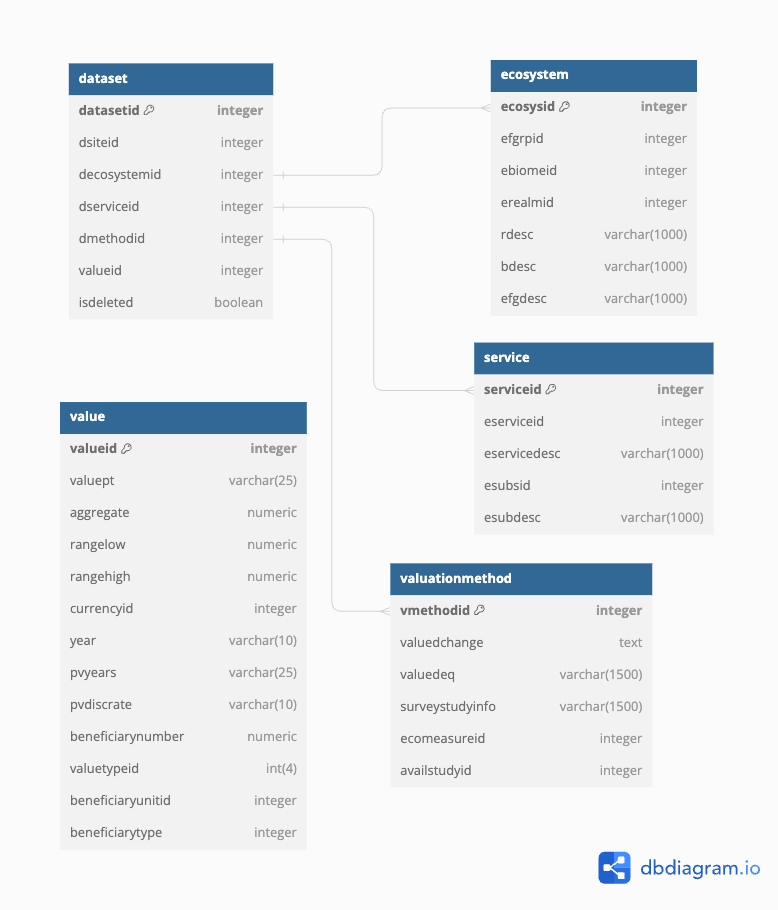 dataset
datasetid integer
dsiteid integer
decosystemid integer
dserviceid integer
dmethodid integer
valueid integer
isdeleted boolean
ecosystem
ecosysid integer
efgrpid integer
ebiomeid integer
erealmid integer
rdesc varchar(1000)
bdesc varchar(1000)
efgdesc varchar(1000)
service
serviceid integer
eserviceid integer
eservicedesc varchar(1000)
esubsid integer
esubdesc varchar(1000)
value
valueid integer
valuept varchar(25)
aggregate numeric
rangelow numeric
rangehigh numeric
currencyid integer
year varchar(10)
pvyears varchar(25)
pvdiscrate varchar(10)
beneficiarynumber numeric
valuetypeid int(4)
beneficiaryunitid integer
beneficiarytype integer
valuationmethod
vmethodid integer
valuedchange text
valuedeq varchar(1500)
surveystudyinfo varchar(1500)
ecomeasureid integer
availstudyid integer
dbdiagram.io